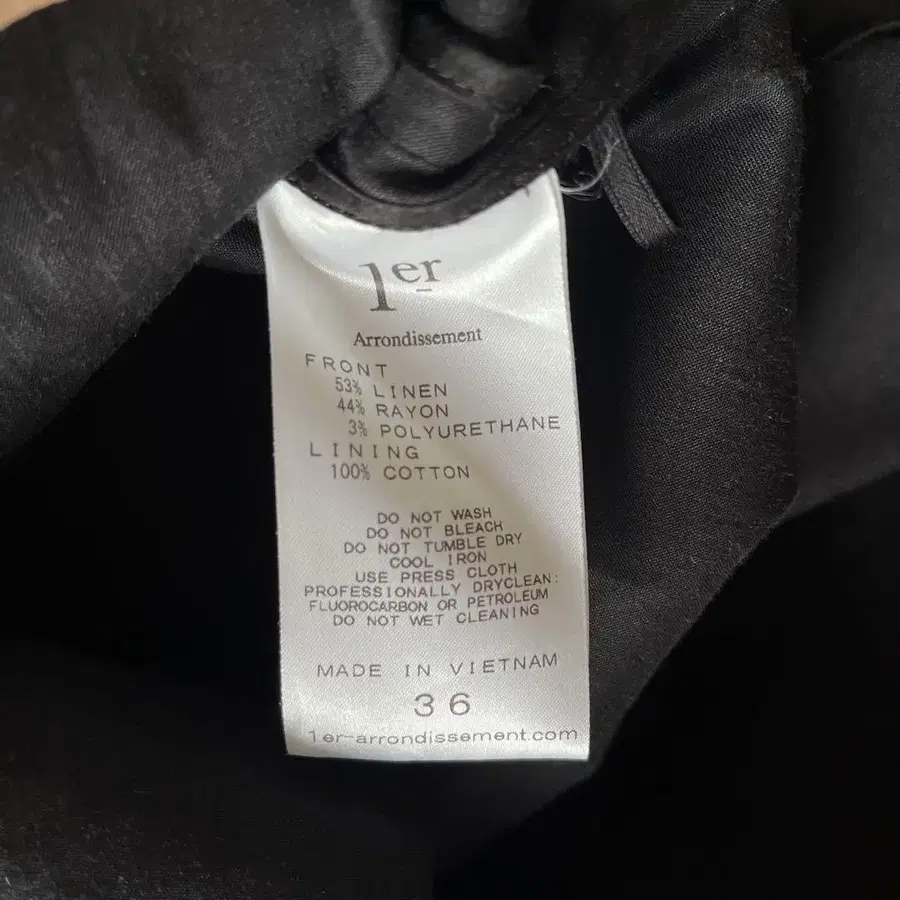 1er
Arrondissement
FRONT
53% LINEN
44% RAYON
3% POLYURETHANE
LINING
100% COTTON
DO NOT WASH
DO NOT BLEACH
DO NOT TUMBLE DRY
COOL IRON
USE PRESS CLOTH
PROFESSIONALLY DRYCLEAN:
FLUOROCARBON OR PETROLEUM
DO NOT WET CLEANING
MADE IN VIETNAM
36
1er-arrondissement.com